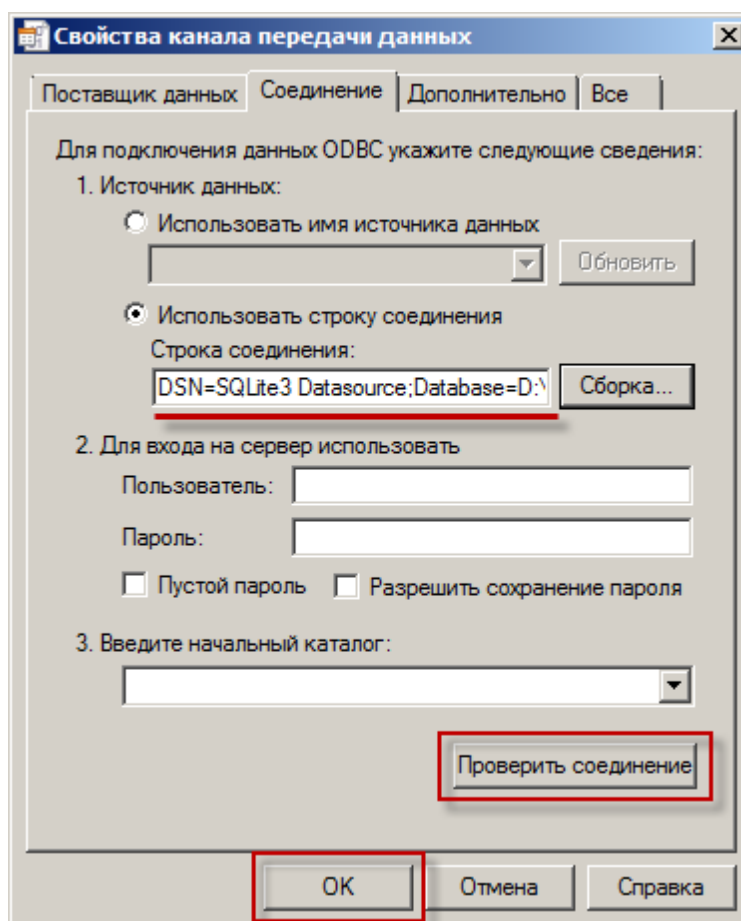 Свойства канала передачи данных
Поставщик данных Соединение Дополнительно Все
Для подключения данных ODBC укажите следующие сведения:
1. Источник данных:
Использовать имя источника данных
Обновить
Использовать строку соединения
Строка соединения:
DSN=SQLite3 Datasource;Database=D:\ Сборка...
2. Для входа на сервер использовать
Пользователь:
Пароль:
Пустой пароль Разрешить сохранение пароля
3. Введите начальный каталог:
Проверить соединение
ОК Отмена Справка